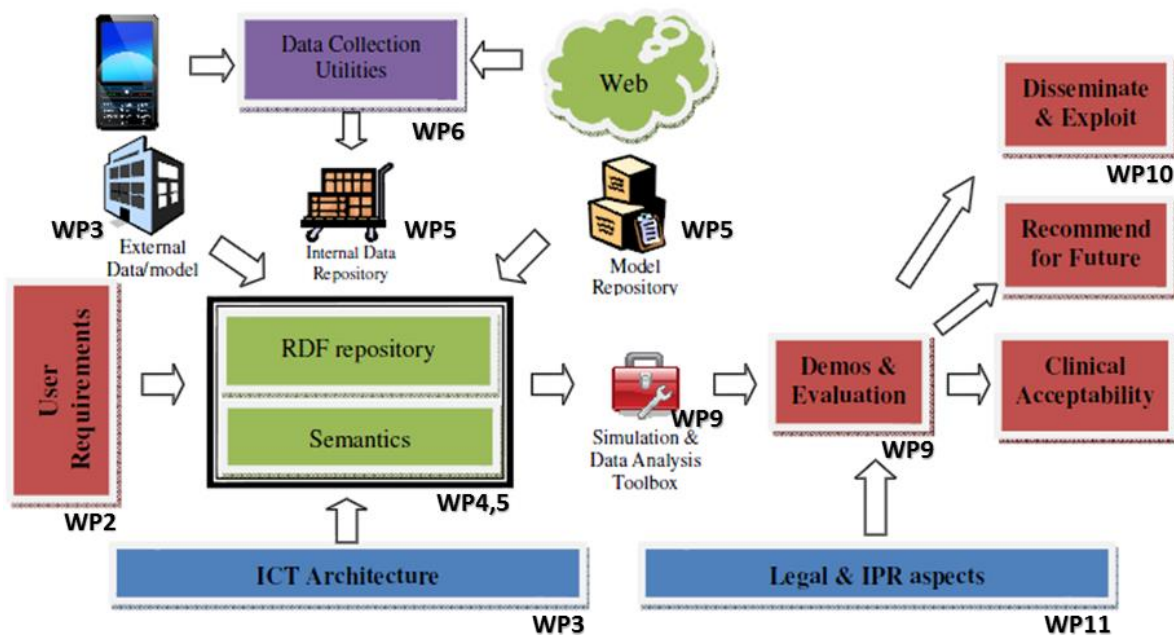 Data Collection
Utilities
WP6
Web
Disseminate
& Exploit
WP10
WP3
External
Data/model
Internal Data
Repository
WP5
Model
Repository
WP5
Recommend
for Future
User
Requirements
WP2
RDF repository
Semantics
WP4,5
WP9
Simulation &
Data Analysis
Toolbox
Demos &
Evaluation
WP9
Clinical
Acceptability
ICT Architecture
WP3
Legal & IPR aspects
WP11